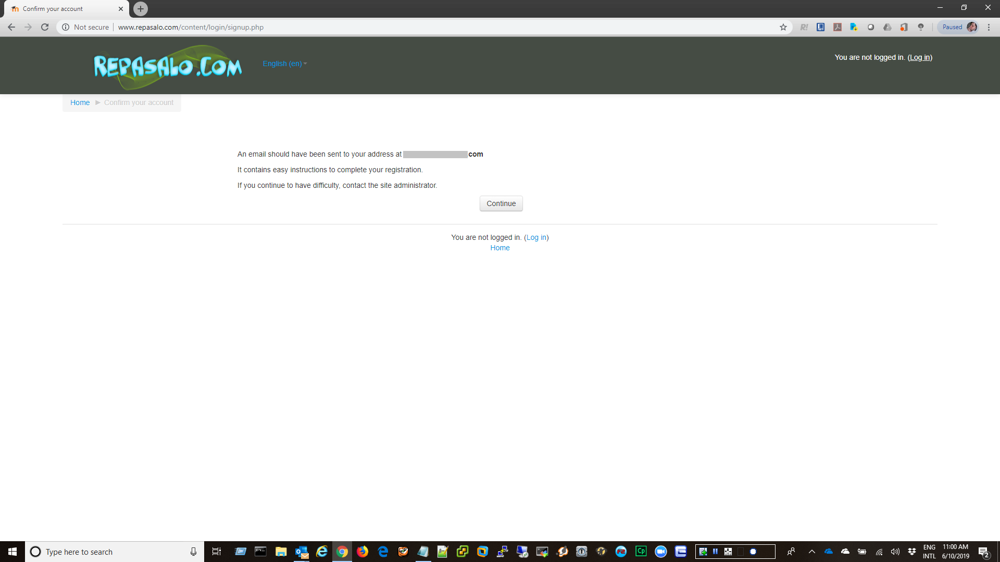 Confirm your account
Not secure
www.repasalo.com/content/login/signup.php
R!
Paused
REPASALO.COM
English (en)
You are not logged in. (Log in)
Home ► Confirm your account
An email should have been sent to your address at com
It contains easy instructions to complete your registration.
If you continue to have difficulty, contact the site administrator.
Continue
You are not logged in. (Log in)
Home
Type here to search
Cp
ENG
INTL
11:00 AM
6/10/2019
2